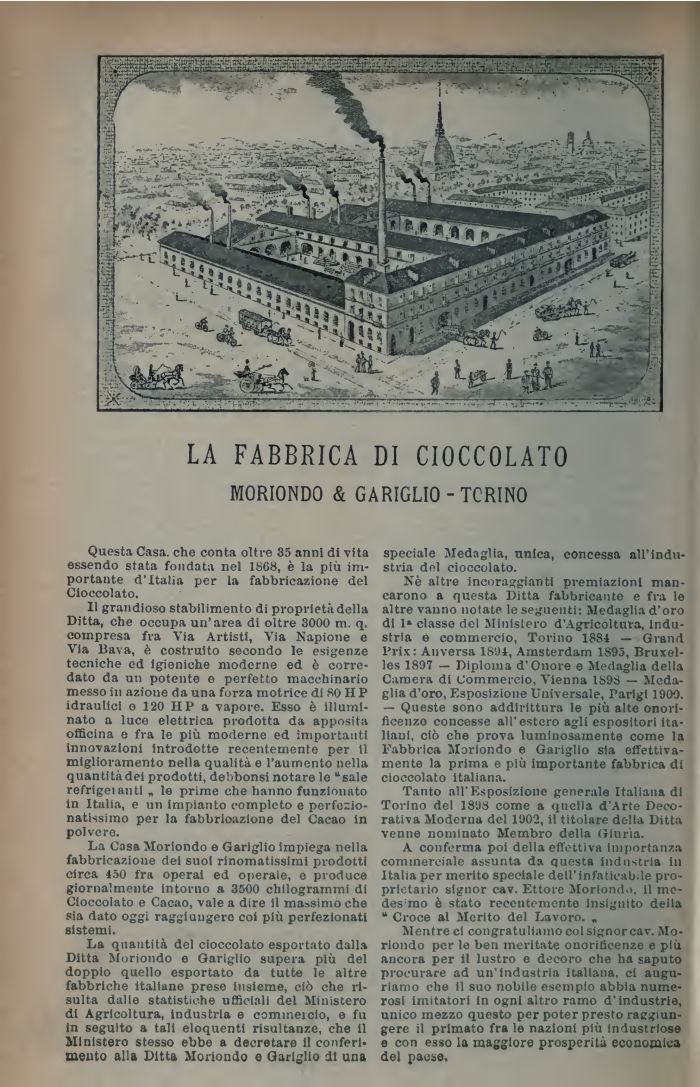 LA FABBRICA DI CIOCCOLATO
MORIONDO & GARIGLIO - TORINO
Questa Casa. che conta oltre 35 anni di vita
essendo stata fondata nel 1868, è la più im-
portante d'Italia per la fabbricazione del
Cioccolato.
Il grandioso stabilimento di proprietà della
Ditta, che occupa un'area di oltre 3000 m. q.
compresa fra Via Artisti, Via Napione e
Via Bava, è costruito secondo le esigenze
tecniche ed igieniche moderne ed è corre-
dato da un potente e perfetto macchinario
messo in azione da una forza motrice di 80 HP
idraulici e 120 HP a vapore. Esso è illumi-
nato a luce elettrica prodotta da apposita
officina e fra le più moderne ed importanti
innovazioni introdotte recentemente per il
miglioramento nella qualità e l'aumento nella
quantità dei prodotti, debbonsi notare le "sale
refrigeranti „ le prime che hanno funzionato
in Italia, e un impianto completo e perfezio-
natissimo per la fabbricazione del Cacao in
polvere.
La Casa Moriondo e Gariglio impiega nella
fabbricazione dei suoi rinomatissimi prodotti
circa 450 fra operai ed operaie, e produce
giornalmente intorno a 3500 chilogrammi di
Cioccolato e Cacao, vale a dire il massimo che
sia dato oggi raggiungere coi più perfezionati
sistemi.
La quantità del cioccolato esportato dalla
Ditta Moriondo e Gariglio supera più del
doppio quello esportato da tutte le altre
fabbriche italiane prese insieme, ciò che ri-
sulta dalle statistiche ufficiali del Ministero
di Agricoltura, industria e commercio, e fu
in seguito a tali eloquenti risultanze, che il
Ministero stesso ebbe a decretare il conferi-
mento alla Ditta Moriondo e Gariglio di una
speciale Medaglia, unica, concessa all'indu-
stria del cioccolato.
Nè altre incoraggianti premiazioni man-
carono a questa Ditta fabbricante e fra le
altre vanno notate le seguenti: Medaglia d'oro
di 1ª classe del Ministero d'Agricoltura, indu-
stria e commercio, Torino 1884 — Grand
Prix: Anversa 1894, Amsterdam 1895, Bruxel-
les 1897 — Diploma d'Onore e Medaglia della
Camera di Commercio, Vienna 1898 — Meda-
glia d'oro, Esposizione Universale, Parigi 1900.
— Queste sono addirittura le più alte onori-
ficenze concesse all'estero agli espositori ita-
liani, ciò che prova luminosamente come la
Fabbrica Moriondo e Gariglio sia effettiva-
mente la prima e più importante fabbrica di
cioccolato italiana.
Tanto all'Esposizione generale Italiana di
Torino del 1898 come a quella d'Arte Deco-
rativa Moderna del 1902, il titolare della Ditta
venne nominato Membro della Giuria.
A conferma poi della effettiva importanza
commerciale assunta da questa industria in
Italia per merito speciale dell'infaticabile pro-
prietario signor cav. Ettore Moriondo, il me-
desimo è stato recentemente insignito della
" Croce al Merito del Lavoro. „
Mentre ci congratuliamo col signor cav. Mo-
riondo per le ben meritate onorificenze e più
ancora per il lustro e decoro che ha saputo
procurare ad un'industria italiana, ci augu-
riamo che il suo nobile esempio abbia nume-
rosi imitatori in ogni altro ramo d'industrie,
unico mezzo questo per poter presto raggiun-
gere il primato fra le nazioni più industriose
e con esso la maggiore prosperità economica
del paese.